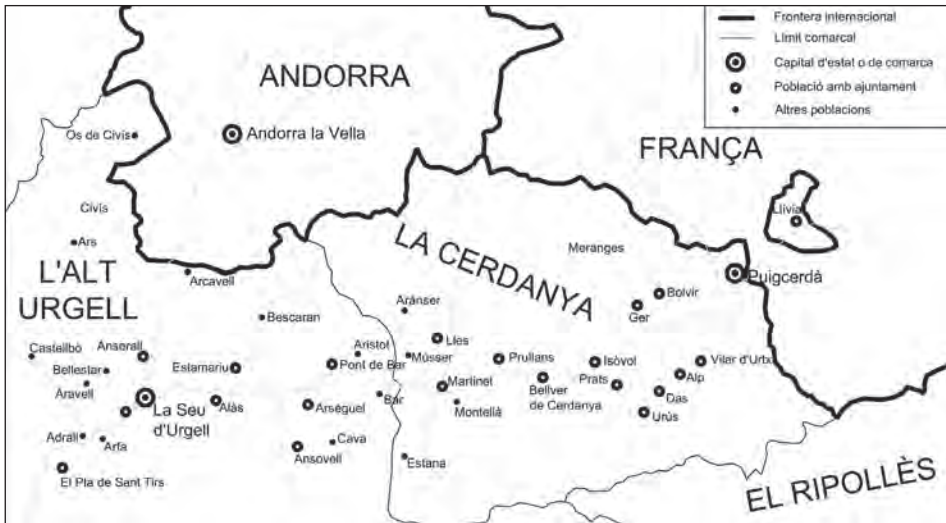 Frontera internacional
Límit comarcal
Capital d'estat o de comarca
Població amb ajuntament
Altres poblacions
ANDORRA
Andorra la Vella
Os de Civís
FRANÇA
Civís
Llívia
Ars
LA CERDANYA
Meranges
L'ALT
URGELL
Arcavell
Puigcerdà
Bolvir
Ger
Arànser
Bescaran
Lles
Castellbò
Anserall
Aristot
Músser
Prullans
Isòvol
Vilar d'Urtx
Bellestar
Estamariu
Pont de Bar
Alp
Aravell
Martinet
Bellver
de Cerdanya
Prats
Das
La Seu
d'Urgell
Alàs
Arséguel
Bar
Montellà
Urús
Adrall
Arfa
Cava
Ansovell
Estana
El Pla de Sant Tirs
EL RIPOLLÈS